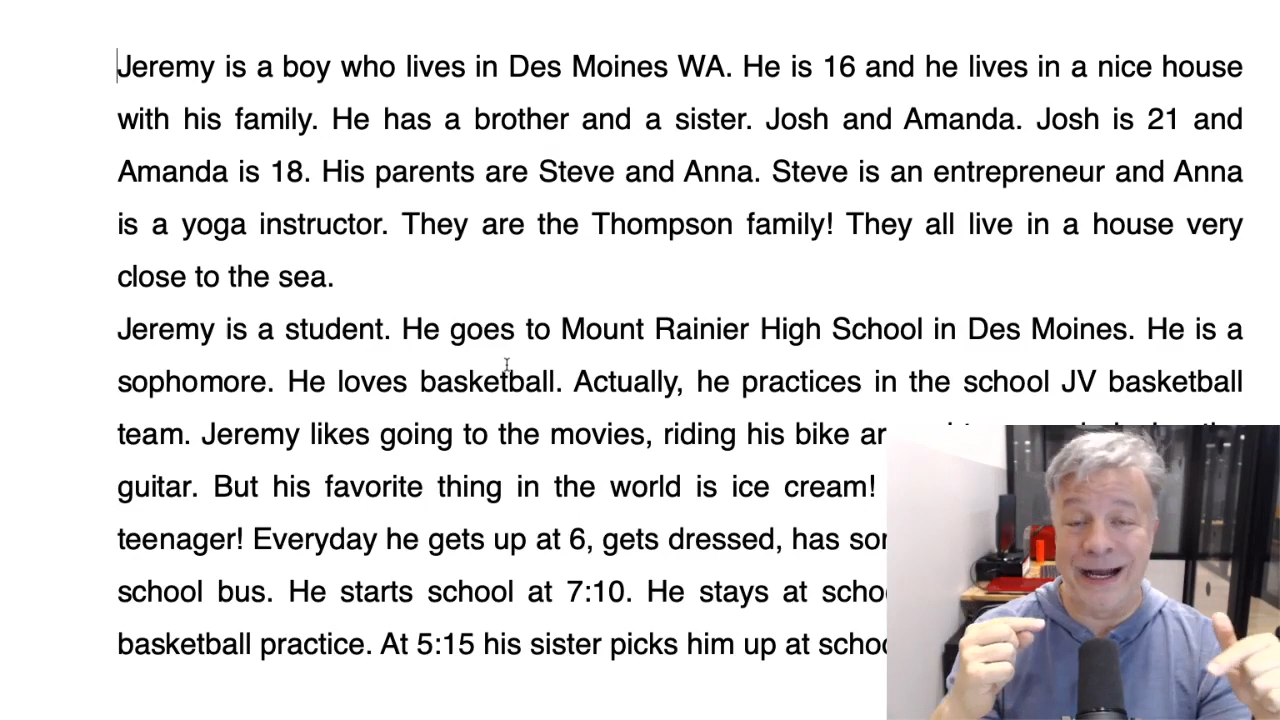 Jeremy is a boy who lives in Des Moines WA. He is 16 and he lives in a nice house
with his family. He has a brother and a sister. Josh and Amanda. Josh is 21 and
Amanda is 18. His parents are Steve and Anna. Steve is an entrepreneur and Anna
is a yoga instructor. They are the Thompson family! They all live in a house very
close to the sea.
Jeremy is a student. He goes to Mount Rainier High School in Des Moines. He is a
sophomore. He loves basketball. Actually, he practices in the school JV basketball
team. Jeremy likes going to the movies, riding his bike
guitar. But his favorite thing in the world is ice cream!
teenager! Everyday he gets up at 6, gets dressed, has
school bus. He starts school at 7:10. He stays at
basketball practice. At 5:15 his sister picks him up at